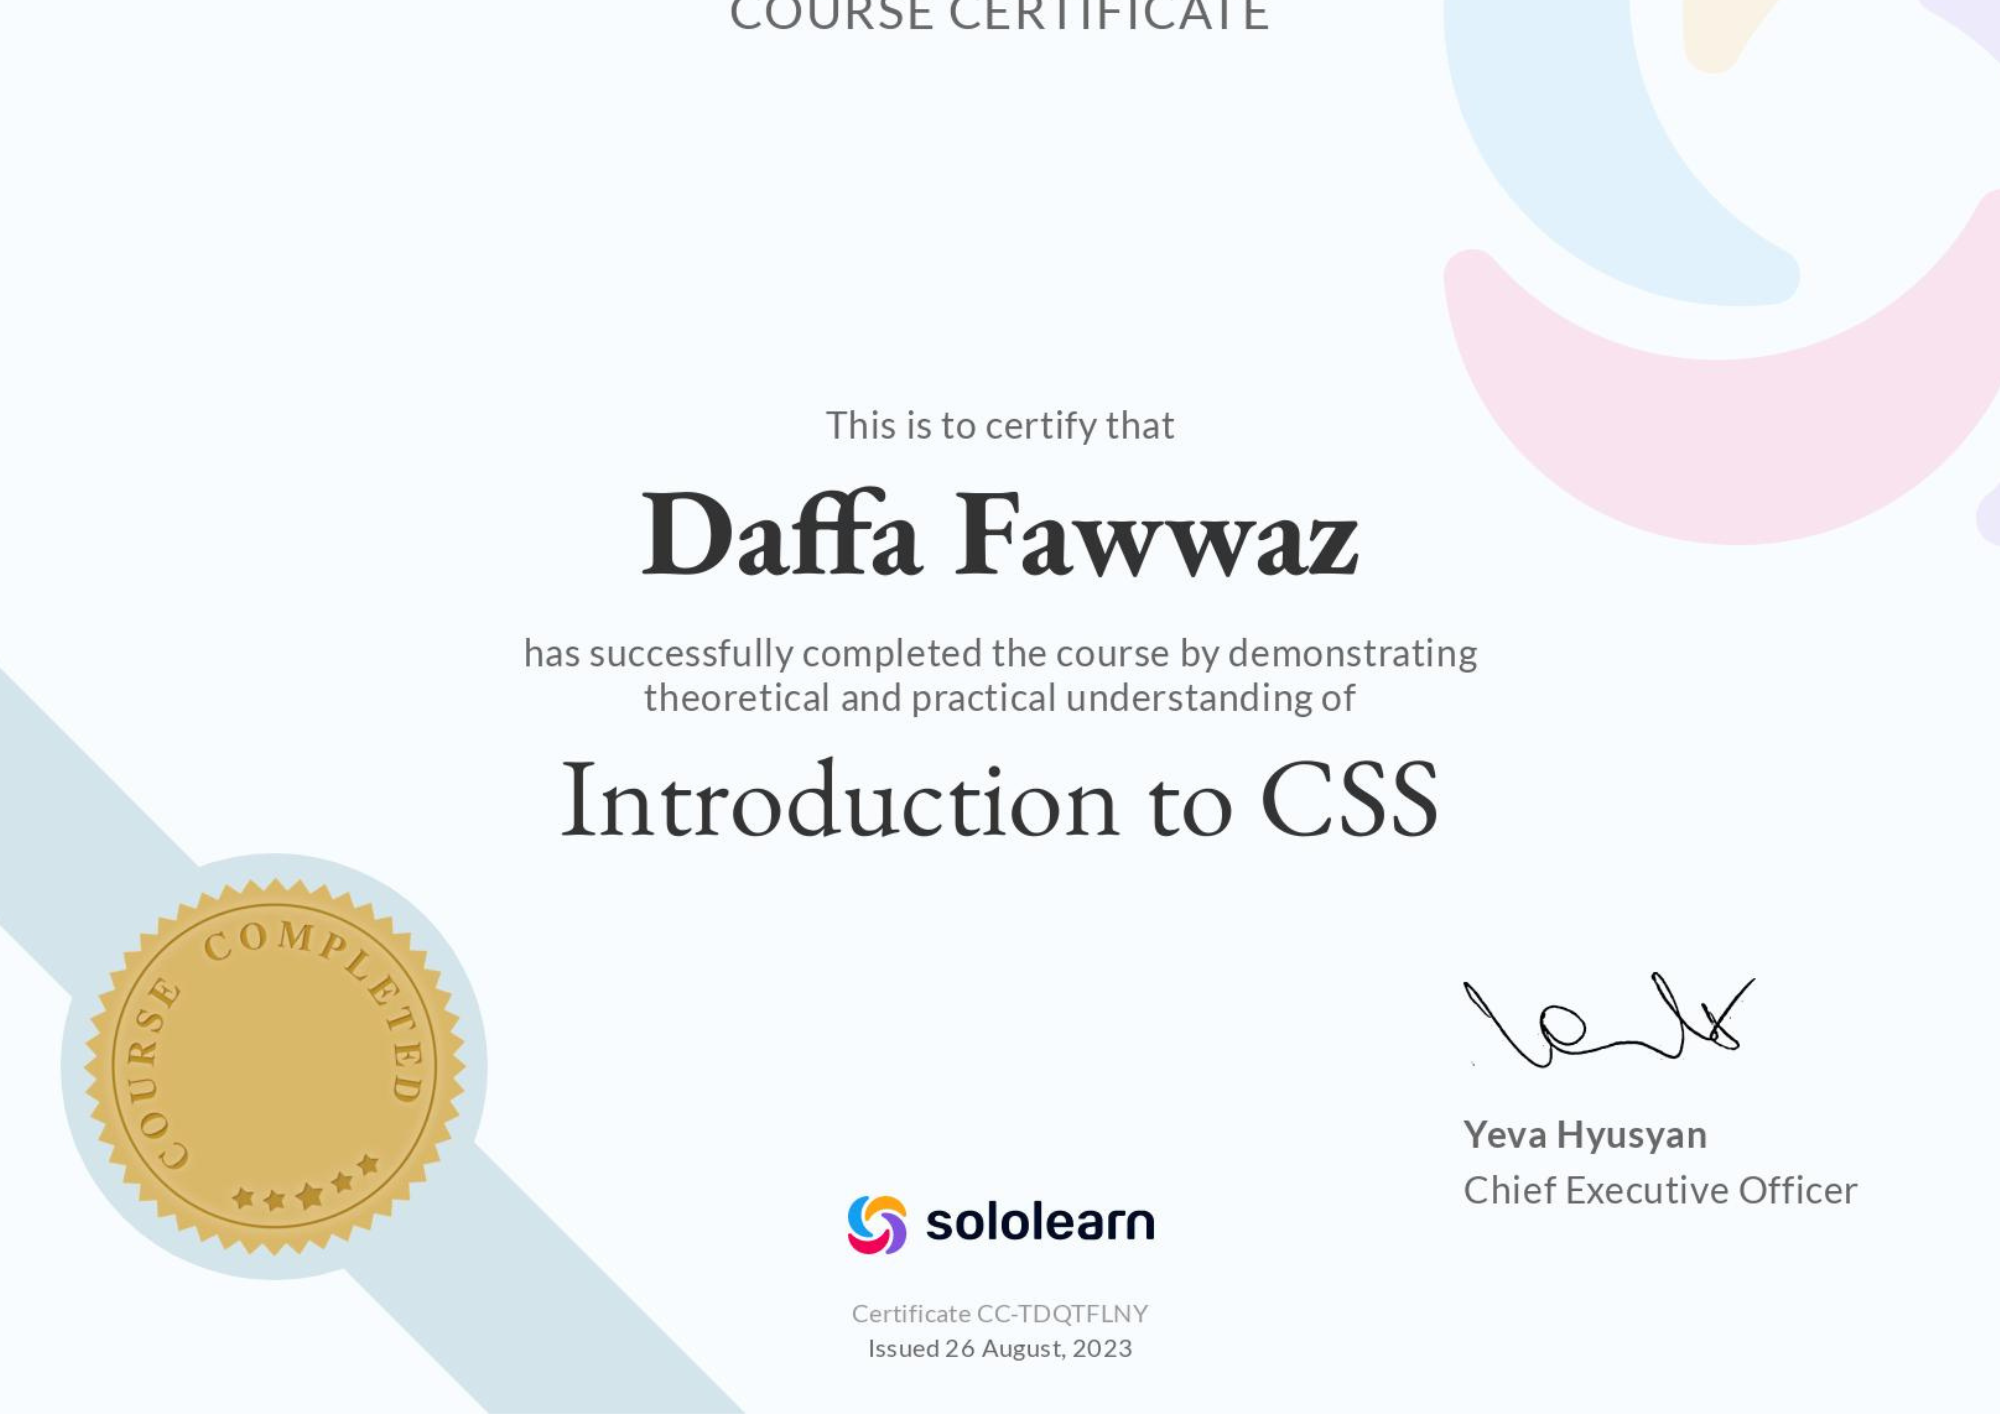 COURSE CERTIFICATE
This is to certify that
Daffa Fawwaz
has successfully completed the course by demonstrating
theoretical and practical understanding of
Introduction to CSS
COURSE COMPLETED
Yeva Hyusyan
Chief Executive Officer
sololearn
Certificate CC-TDQTFLNY
Issued 26 August, 2023